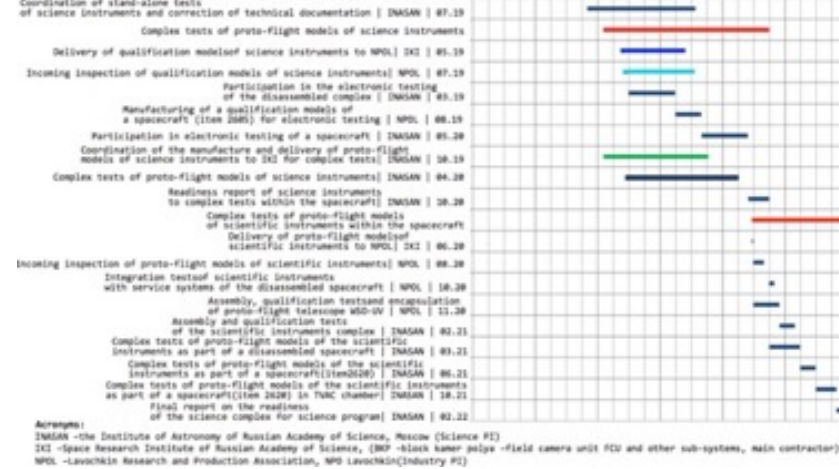 Coordination of stand-alone tests
of science instruments and correction of technical documentation | INASAN | 07.19
Complex tests of proto-flight models of science instruments
Delivery of qualification modelsof science instruments to NPOL| IKI | 05.19
Incoming inspection of qualification models of science instruments| NPOL | 07.19
Participation in the electronic testing
of the disassembled complex | INASAN | 03.19
Manufacturing of a qualification models of
a spacecraft (item 2605) for electronic testing | NPOL | 08.19
Participation in electronic testing of a spacecraft | INASAN | 05.20
Coordination of the manufacture and delivery of proto-flight
models of science instruments to IKI for complex tests| INASAN | 10.19
Complex tests of proto-flight models of science instruments| INASAN | 04.20
Readiness report of science instruments
to complex tests within the spacecraft| INASAN | 10.20
Complex tests of proto-flight models
of scientific instruments within the spacecraft
Delivery of proto-flight modelsof
scientific instruments to NPOL| IKI | 06.20
Incoming inspection of proto-flight models of scientific instruments| NPOL | 08.20
Integration testsof scientific instruments
with service systems of the disassembled spacecraft | NPOL | 10.20
Assembly, qualification testsand encapsulation
of proto-flight telescope WSO-UV | NPOL | 11.20
Assembly and qualification tests
of the scientific instruments complex | INASAN | 02.21
Complex tests of proto-flight models of the scientific
instruments as part of a disassembled spacecraft | INASAN | 03.21
Complex tests of proto-flight models of the scientific
instruments as part of a spacecraft(item2620) | INASAN | 06.21
Complex tests of proto-flight models of the scientific instruments
as part of a spacecraft(item 2620) in TVAC chamber| INASAN | 10.21
Final report on the readiness
of the science complex for science program| INASAN | 02.22
Acronyms:
INASAN –the Institute of Astronomy of Russian Academy of Science, Moscow (Science PI)
IKI –Space Research Institute of Russian Academy of Science, (BKP –block kamer polya –field camera unit FCU and other sub-systems, main contractor
NPOL –Lavochkin Research and Production Association, NPO Lavochkin(Industry PI)